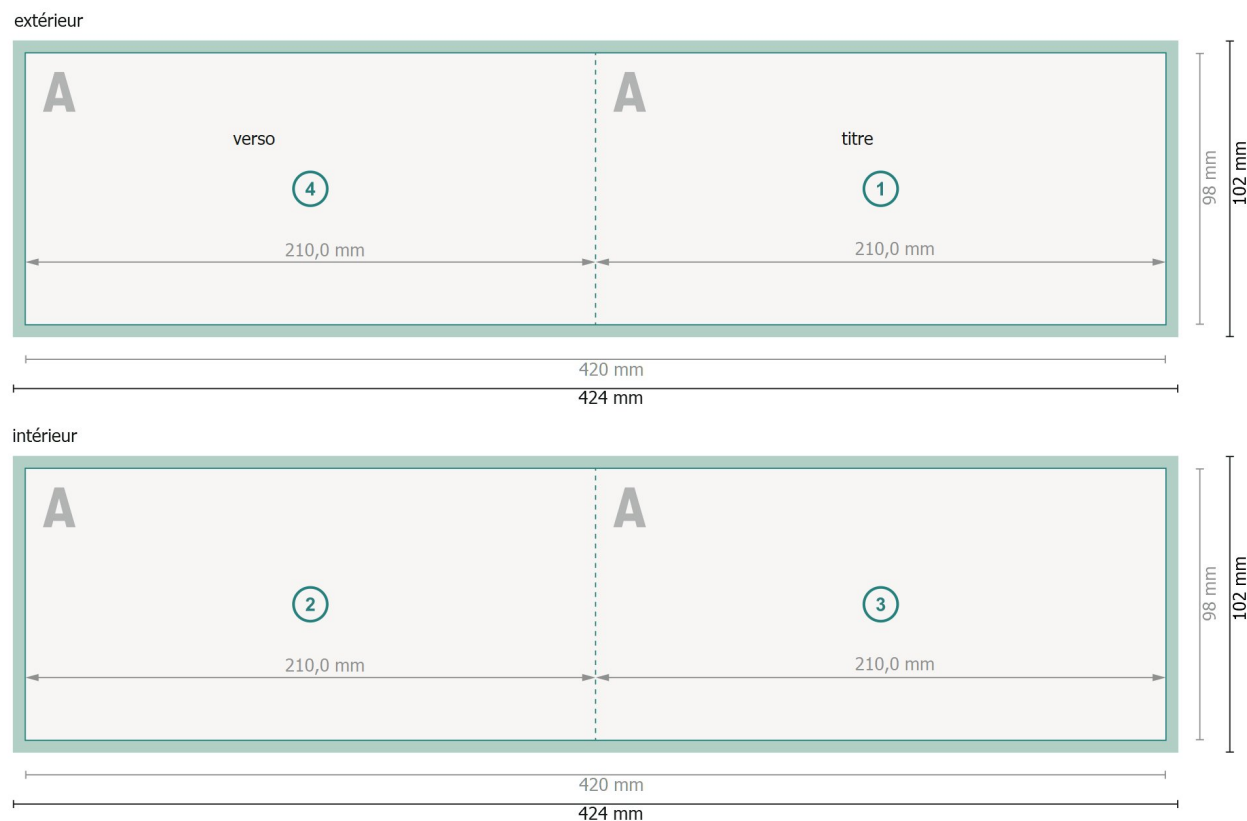 extérieur
A A
verso titre
4 1
210,0 mm 210,0 mm
98 mm
102 mm
420 mm
424 mm
intérieur
A A
2 3
210,0 mm 210,0 mm
98 mm
102 mm
420 mm
424 mm